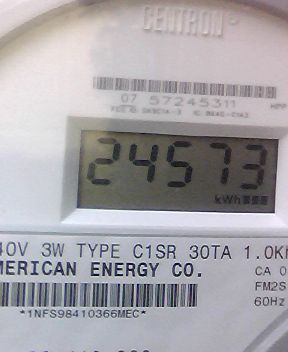 CENTRON
07 57245311
24573
kWh
40V 3W TYPE C1SR 30TA 1.0K
MERICAN ENERGY CO.
CA 0
FM2S
60Hz
*1NFS98410366MEC*